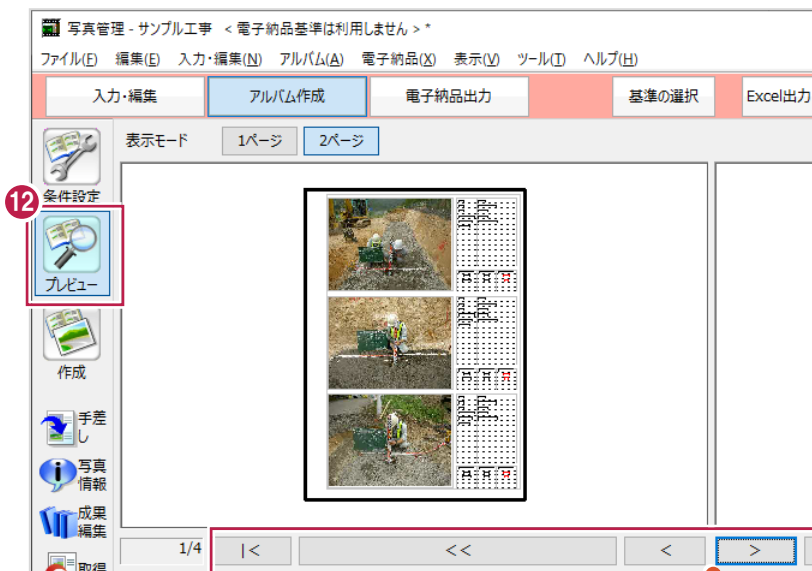 写真管理 - サンプル工事 < 電子納品基準は利用しません > *
ファイル(F) 編集(E) 入力・編集(N) アルバム(A) 電子納品(X) 表示(V) ツール(T) ヘルプ(H)
入力・編集 アルバム作成 電子納品出力 基準の選択 Excel出力
表示モード 1ページ 2ページ
条件設定
12
プレビュー
作成
手差し
写真情報
成果編集
取得
1/4 |< << < >